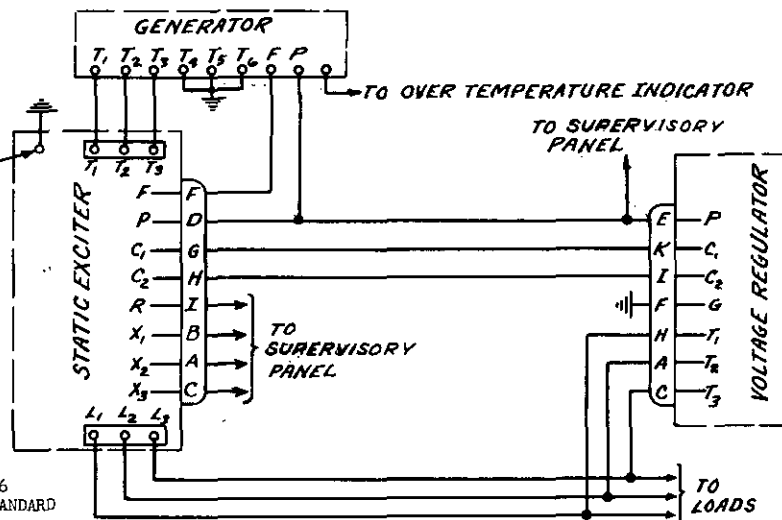 GENERATOR
T1 T2 T3 T4 T5 T6 F P
TO OVER TEMPERATURE INDICATOR
TO SUPERVISORY
PANEL
T1 T2 T3
STATIC EXCITER
F F
P D
C1 G
C2 H
R I
X1 B
X2 A
X3 C
TO
SUPERVISORY
PANEL
L1 L2 L3
E P
K C1
I C2
F G
H T1
A T2
C T3
VOLTAGE REGULATOR
TO
LOADS
6
ANDARD